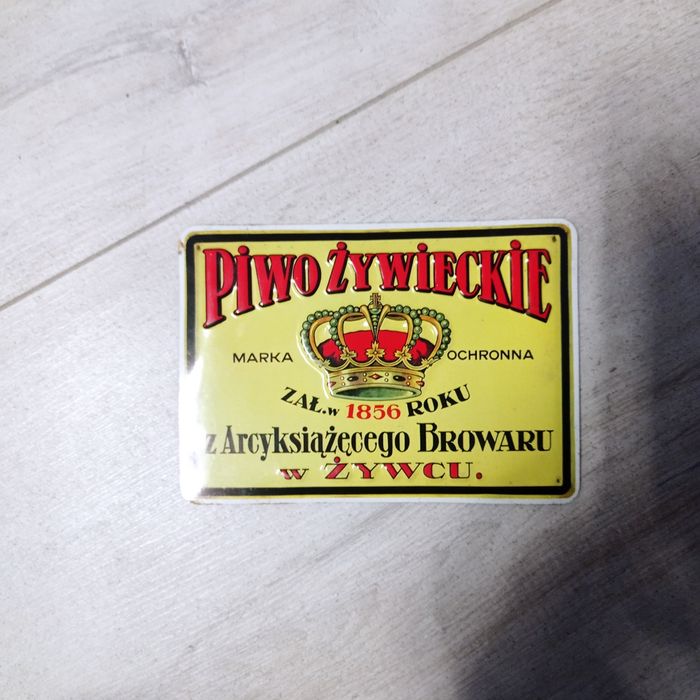 PIWO ŻYWIECKIE
MARKA OCHRONNA
ZAŁ. w 1856 ROKU
z Arcyksiążęcego BROWARU
w ŻYWCU.